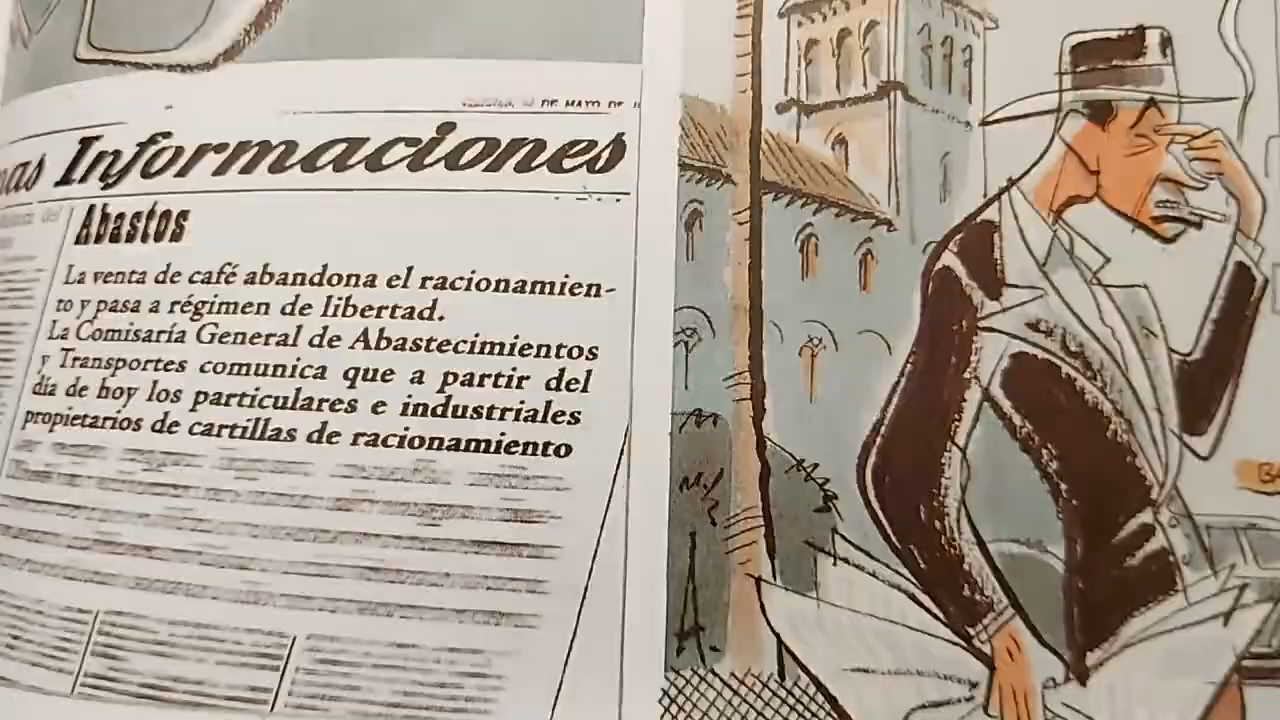 DE MAYO DE
Informaciones
Abastos
La venta de café abandona el racionamien-
to y pasa a régimen de libertad.
La Comisaría General de Abastecimientos
y Transportes comunica que a partir del
día de hoy los particulares e industriales
propietarios de cartillas de racionamiento